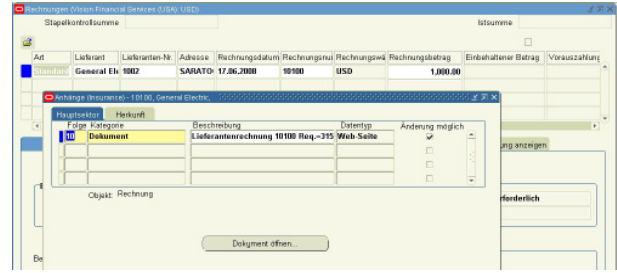 Rechnungen (Vision Financial Services (USA): USD)
Stapelkontrollsumme Istsumme
Art Lieferant Lieferanten-Nr. Adresse Rechnungsdatum Rechnungsnu Rechnungswä Rechnungsbetrag Einbehaltener Betrag Vorauszahlung
Standard General Ele 1002 SARATO 17.06.2008 10100 USD 1,000.00
Anhänge (Insurance) - 10100, General Electric,
Hauptsektor Herkunft
Folge Kategorie Beschreibung Datentyp Änderung möglich
10 Dokument Lieferantenrechnung 10100 Req.=315 Web-Seite
ung anzeigen
Objekt: Rechnung
rforderlich
Dokument öffnen...
Be